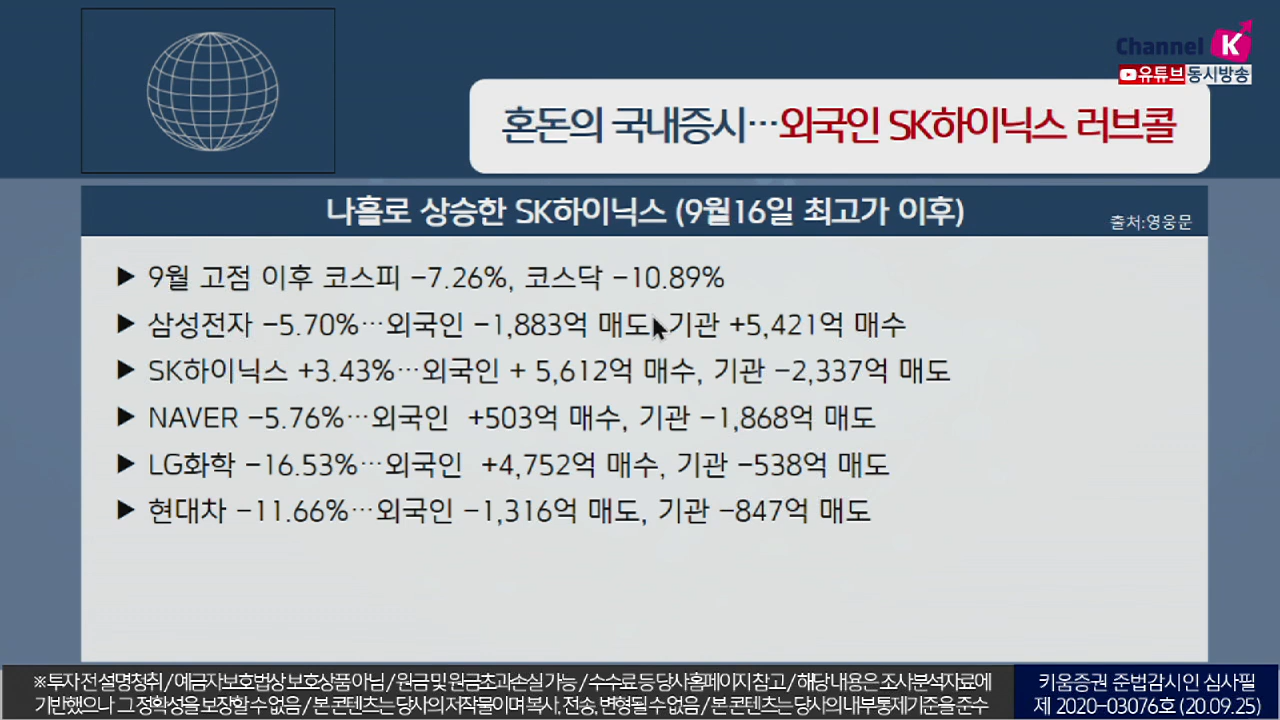 Channel K
유튜브동시방송
혼돈의 국내증시…외국인 SK하이닉스 러브콜
나홀로 상승한 SK하이닉스 (9월16일 최고가 이후)
출처:영웅문
▶ 9월 고점 이후 코스피 -7.26%, 코스닥 -10.89%
▶ 삼성전자 -5.70%…외국인 -1,883억 매도, 기관 +5,421억 매수
▶ SK하이닉스 +3.43%…외국인 + 5,612억 매수, 기관 -2,337억 매도
▶ NAVER -5.76%…외국인 +503억 매수, 기관 -1,868억 매도
▶ LG화학 -16.53%…외국인 +4,752억 매수, 기관 -538억 매도
▶ 현대차 -11.66%…외국인 -1,316억 매도, 기관 -847억 매도
※ 투자 전 설명청취 / 예금자보호법상 보호상품 아님 / 원금 및 원금초과손실 가능 / 수수료 등 당사홈페이지 참고 / 해당 내용은 조사분석자료에
기반했으나 그 정확성을 보장할 수 없음 / 본 콘텐츠는 당사의 저작물이며 복사, 전송, 변형될 수 없음 / 본 콘텐츠는 당사의 내부통제기준을 준수
키움증권 준법감시인 심사필
제 2020-03076호 (20.09.25)